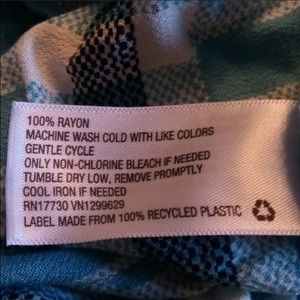 100% RAYON
MACHINE WASH COLD WITH LIKE COLORS
GENTLE CYCLE
ONLY NON-CHLORINE BLEACH IF NEEDED
TUMBLE DRY LOW, REMOVE PROMPTLY
COOL IRON IF NEEDED
RN17730 VN1299629
LABEL MADE FROM 100% RECYCLED PLASTIC